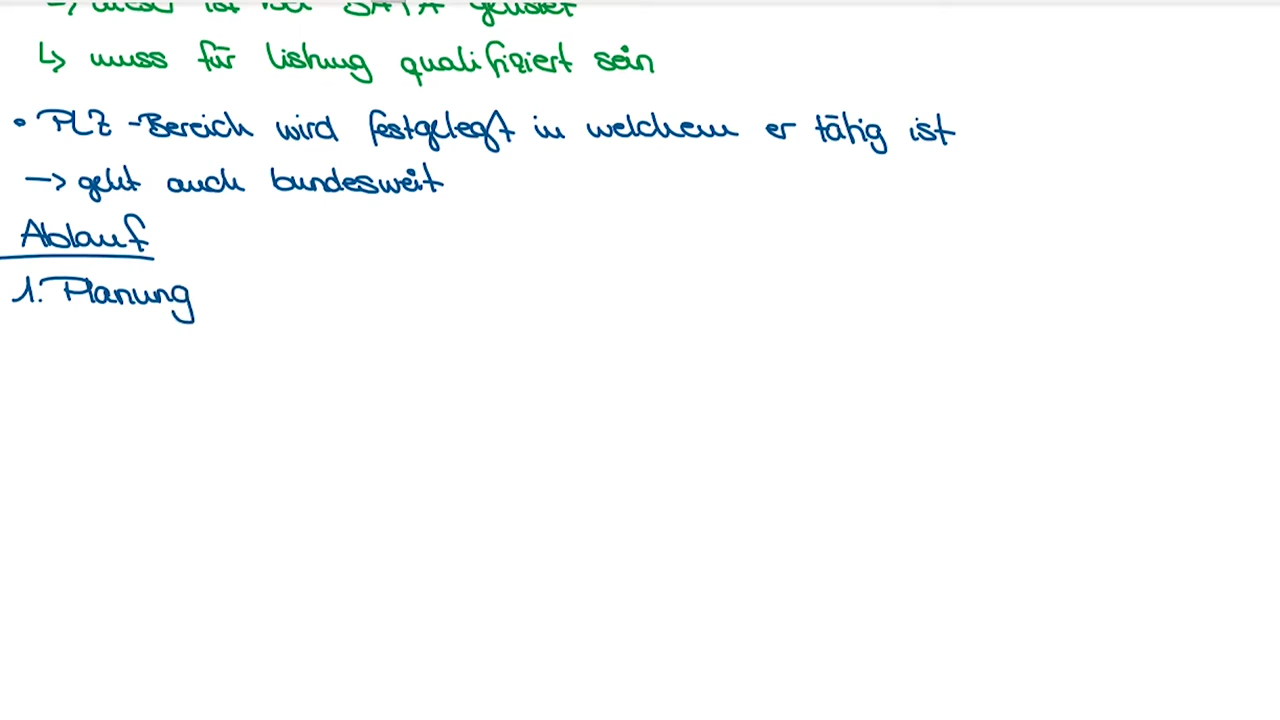 ↳ muss für listung qualifiziert sein
• PLZ-Bereich wird festgelegt in welchem er tätig ist
→ geht auch bundesweit
Ablauf
1. Planung